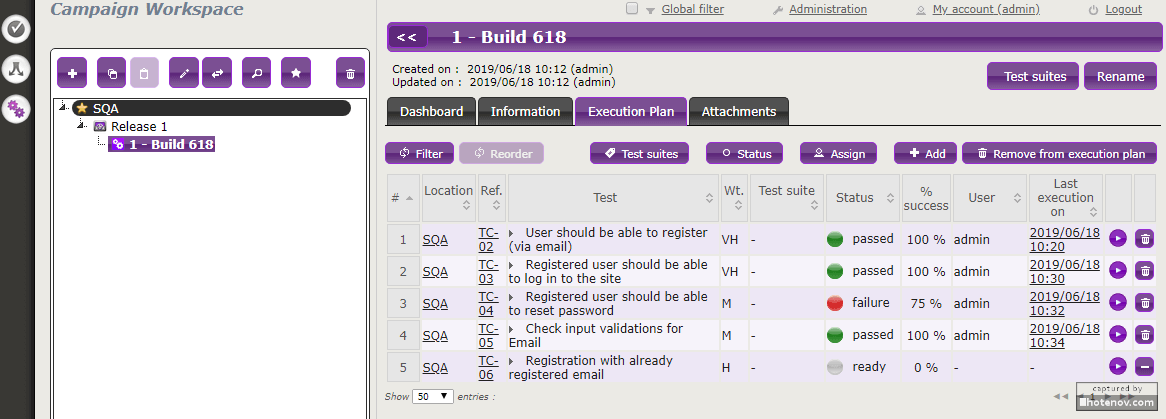 Campaign Workspace
Global filter
Administration
My account (admin)
Logout
<< 1 - Build 618
Created on : 2019/06/18 10:12 (admin)
Updated on : 2019/06/18 10:12 (admin)
Test suites Rename
SQA
Release 1
1 - Build 618
Dashboard Information Execution Plan Attachments
Filter Reorder Test suites Status Assign Add Remove from execution plan
# Location Ref. Test Wt. Test suite Status % success User Last execution on
1 SQA TC-02 User should be able to register (via email) VH - passed 100 % admin 2019/06/18 10:20
2 SQA TC-03 Registered user should be able to log in to the site VH - passed 100 % admin 2019/06/18 10:30
3 SQA TC-04 Registered user should be able to reset password M - failure 75 % admin 2019/06/18 10:32
4 SQA TC-05 Check input validations for Email M - passed 100 % admin 2019/06/18 10:34
5 SQA TC-06 Registration with already registered email H - ready 0 % - -
Show 50 entries :
1
captured by
hotenov.com